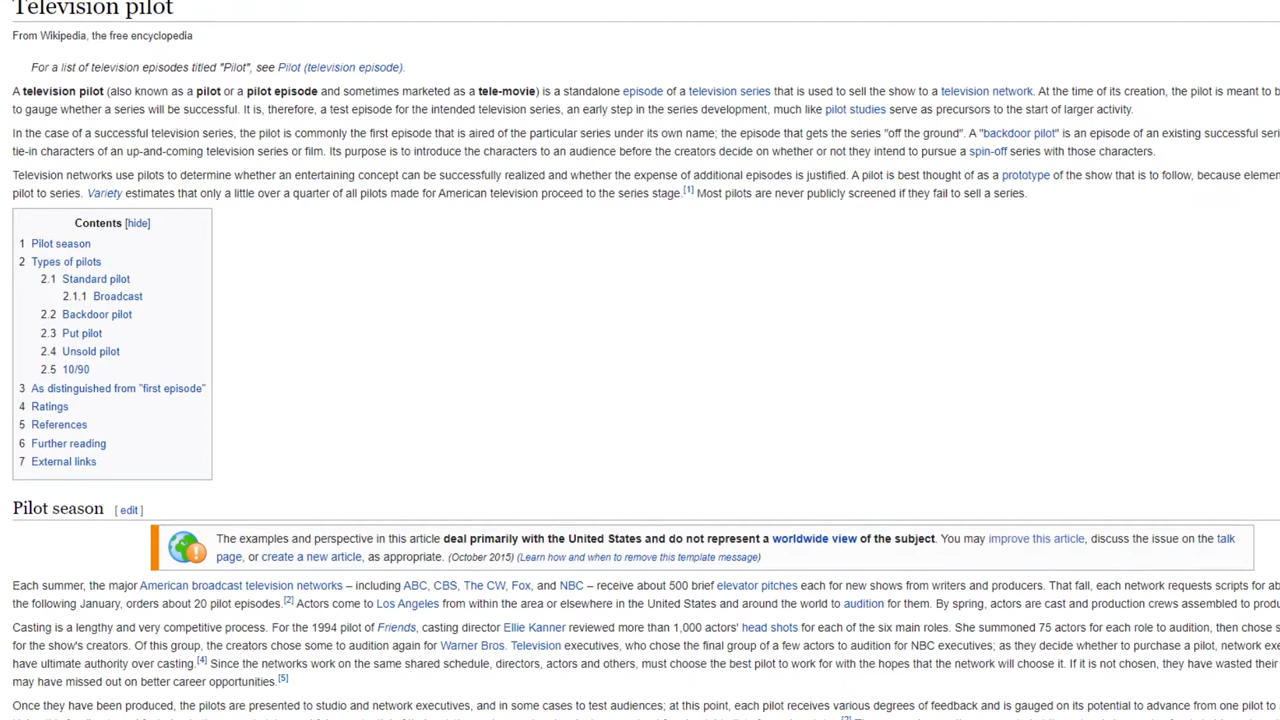 Television pilot
From Wikipedia, the free encyclopedia
For a list of television episodes titled "Pilot", see Pilot (television episode).
A television pilot (also known as a pilot or a pilot episode and sometimes marketed as a tele-movie) is a standalone episode of a television series that is used to sell the show to a television network. At the time of its creation, the pilot is meant to
to gauge whether a series will be successful. It is, therefore, a test episode for the intended television series, an early step in the series development, much like pilot studies serve as precursors to the start of larger activity.
In the case of a successful television series, the pilot is commonly the first episode that is aired of the particular series under its own name; the episode that gets the series "off the ground". A "backdoor pilot" is an episode of an existing successful
tie-in characters of an up-and-coming television series or film. Its purpose is to introduce the characters to an audience before the creators decide on whether or not they intend to pursue a spin-off series with those characters.
Television networks use pilots to determine whether an entertaining concept can be successfully realized and whether the expense of additional episodes is justified. A pilot is best thought of as a prototype of the show that is to follow, because
pilot to series. Variety estimates that only a little over a quarter of all pilots made for American television proceed to the series stage.[1] Most pilots are never publicly screened if they fail to sell a series.
Contents [hide]
1 Pilot season
2 Types of pilots
2.1 Standard pilot
2.1.1 Broadcast
2.2 Backdoor pilot
2.3 Put pilot
2.4 Unsold pilot
2.5 10/90
3 As distinguished from "first episode"
4 Ratings
5 References
6 Further reading
7 External links
Pilot season [ edit ]
The examples and perspective in this article deal primarily with the United States and do not represent a worldwide view of the subject. You may improve this article, discuss the issue on the talk
page, or create a new article, as appropriate. (October 2015) (Learn how and when to remove this template message)
Each summer, the major American broadcast television networks – including ABC, CBS, The CW, Fox, and NBC – receive about 500 brief elevator pitches each for new shows from writers and producers. That fall, each network requests scripts for
the following January, orders about 20 pilot episodes.[2] Actors come to Los Angeles from within the area or elsewhere in the United States and around the world to audition for them. By spring, actors are cast and production crews assembled to
Casting is a lengthy and very competitive process. For the 1994 pilot of Friends, casting director Ellie Kanner reviewed more than 1,000 actors' head shots for each of the six main roles. She summoned 75 actors for each role to audition, then chose
for the show's creators. Of this group, the creators chose some to audition again for Warner Bros. Television executives, who chose the final group of a few actors to audition for NBC executives; as they decide whether to purchase a pilot, network
have ultimate authority over casting.[4] Since the networks work on the same shared schedule, directors, actors and others, must choose the best pilot to work for with the hopes that the network will choose it. If it is not chosen, they have wasted their
may have missed out on better career opportunities.[5]
Once they have been produced, the pilots are presented to studio and network executives, and in some cases to test audiences; at this point, each pilot receives various degrees of feedback and is gauged on its potential to advance from one pilot to